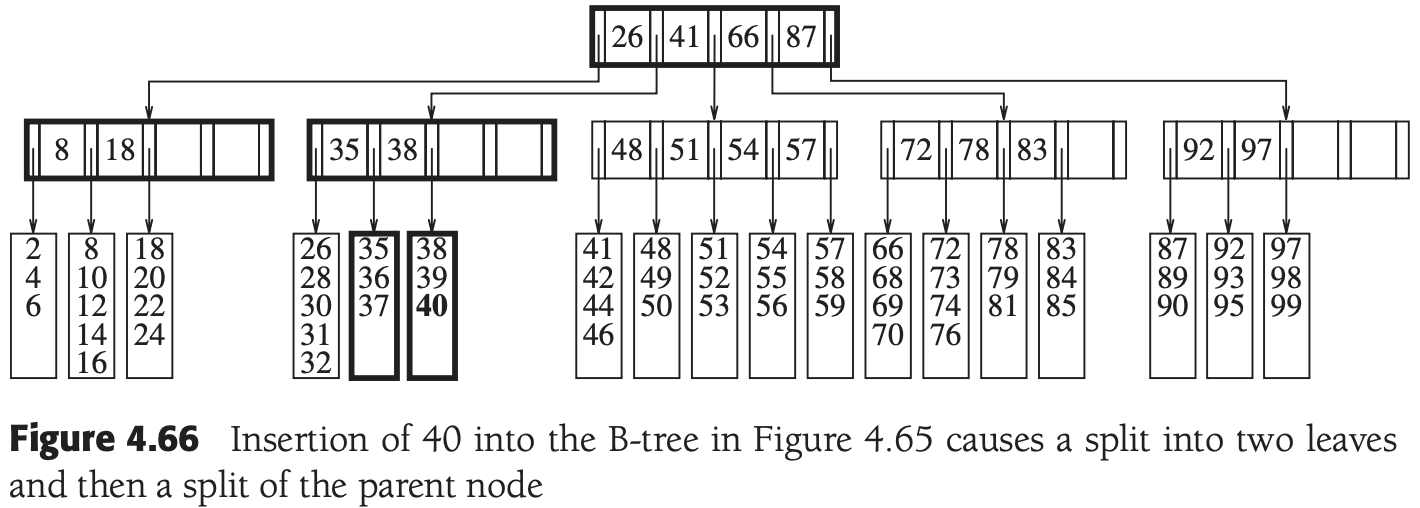 26 41 66 87
8 18 35 38 48 51 54 57 72 78 83 92 97
2 8 18 26 35 38 41 48 51 54 57 66 72 78 83 87 92 97
4 10 20 28 36 39 42 49 52 55 58 68 73 79 84 89 93 98
6 12 22 30 37 40 44 50 53 56 59 69 74 81 85 90 95 99
14 24 31 46 70 76
16 32
Figure 4.66 Insertion of 40 into the B-tree in Figure 4.65 causes a split into two leaves
and then a split of the parent node